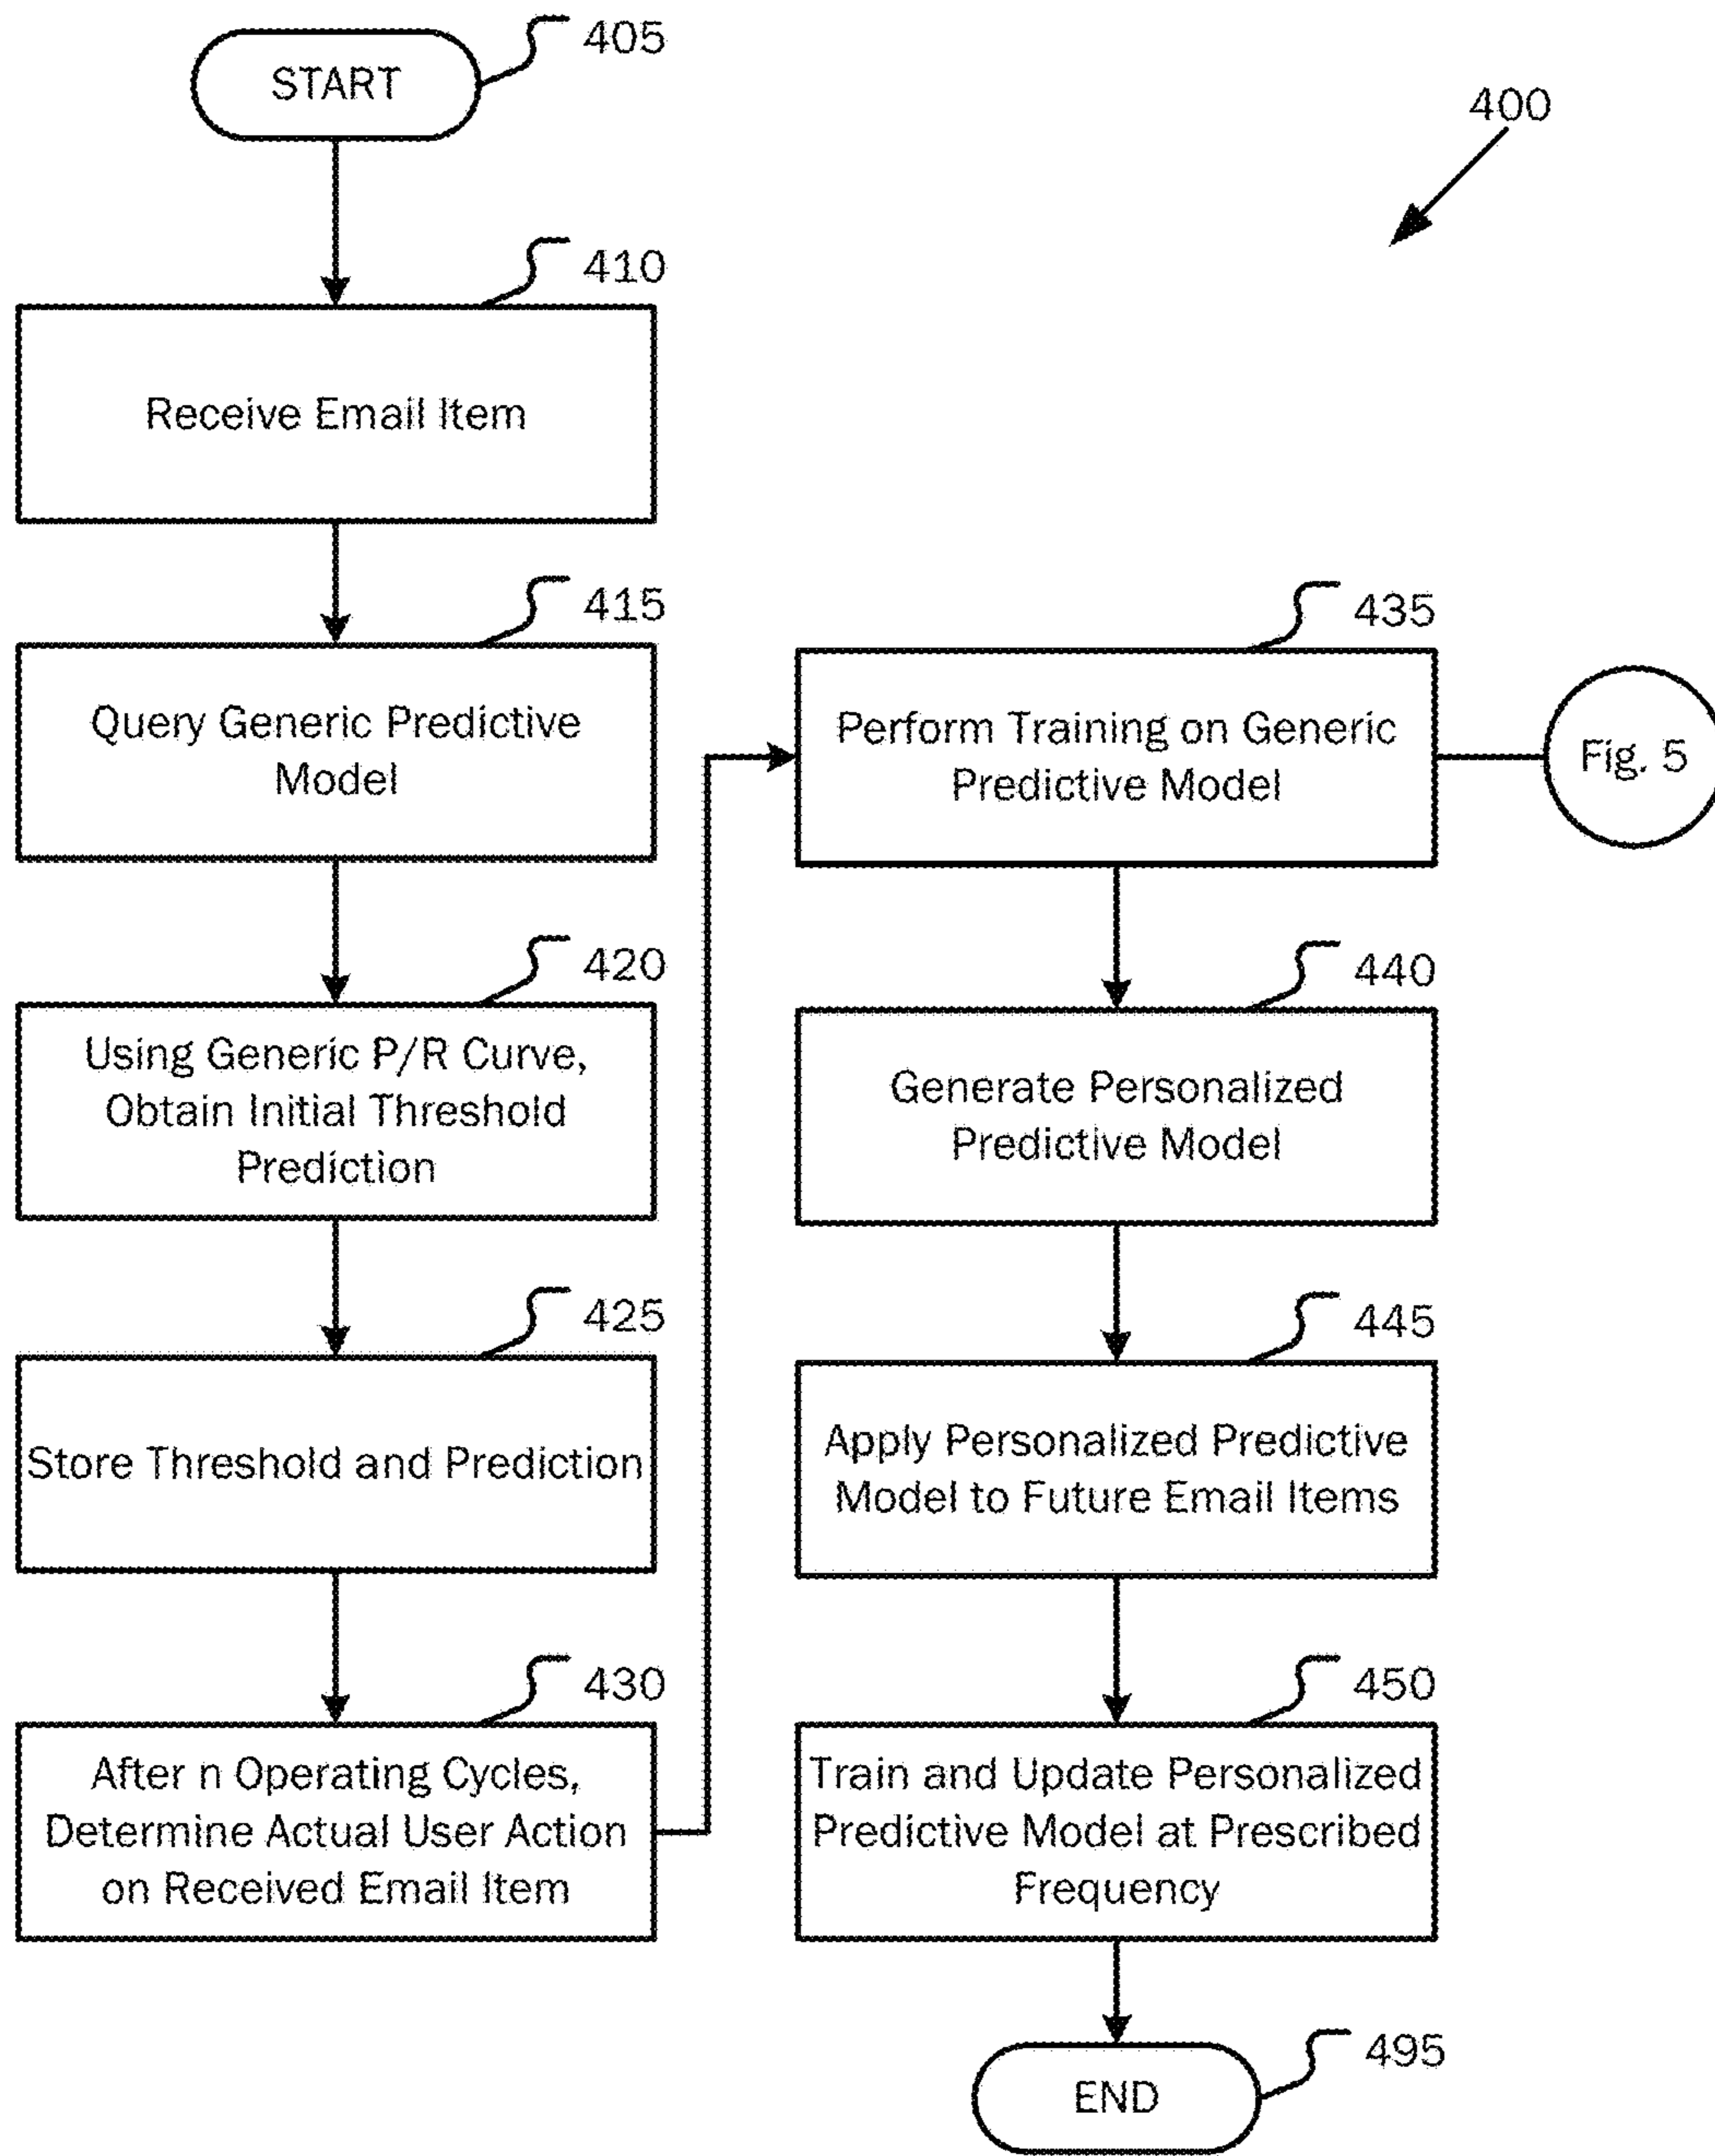 START
405
400
410
Receive Email Item
415
Query Generic Predictive
Model
420
Using Generic P/R Curve,
Obtain Initial Threshold
Prediction
425
Store Threshold and Prediction
430
After n Operating Cycles,
Determine Actual User Action
on Received Email Item
435
Perform Training on Generic
Predictive Model
Fig. 5
440
Generate Personalized
Predictive Model
445
Apply Personalized Predictive
Model to Future Email Items
450
Train and Update Personalized
Predictive Model at Prescribed
Frequency
495
END